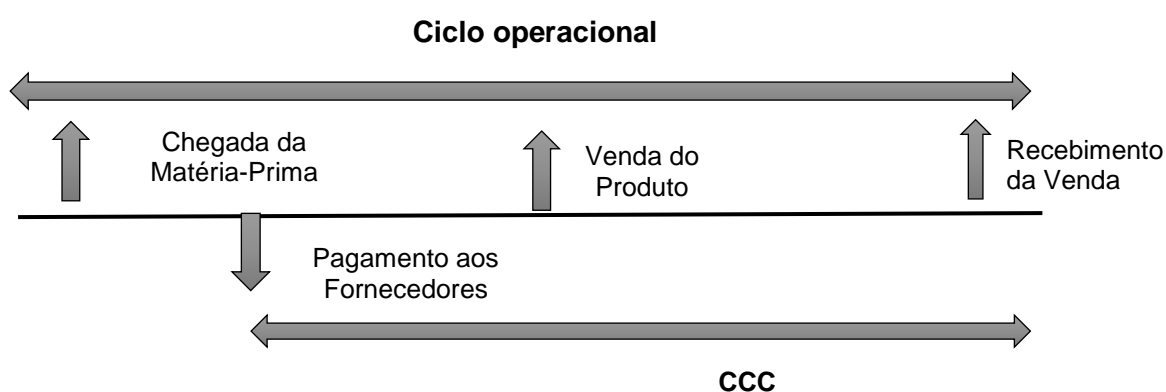 Ciclo operacional
Chegada da
Matéria-Prima
Venda do
Produto
Recebimento
da Venda
Pagamento aos
Fornecedores
CCC